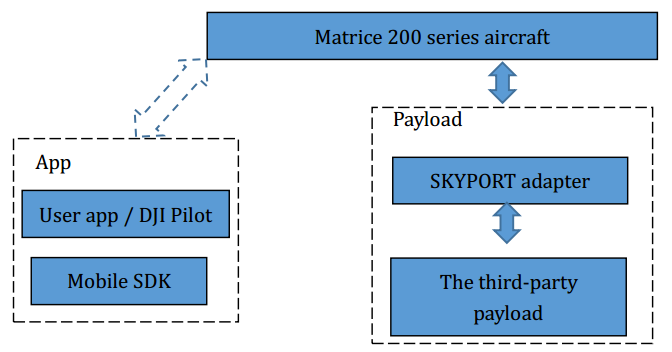 Matrice 200 series aircraft
App
User app / DJI Pilot
Mobile SDK
Payload
SKYPORT adapter
The third-party
payload